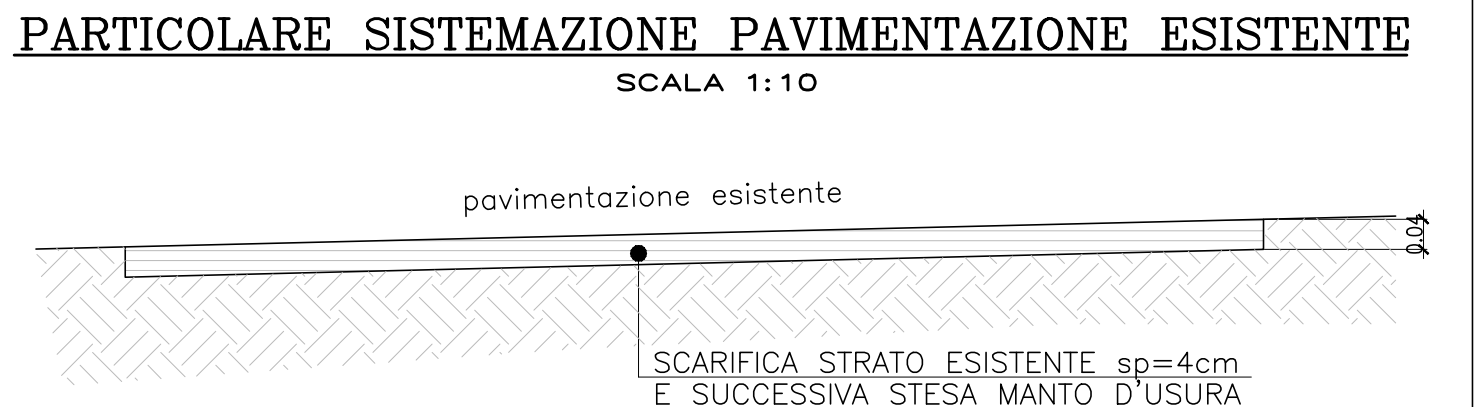 PARTICOLARE SISTEMAZIONE PAVIMENTAZIONE ESISTENTE
SCALA 1:10
pavimentazione esistente
0.04
SCARIFICA STRATO ESISTENTE sp=4cm
E SUCCESSIVA STESA MANTO D'USURA